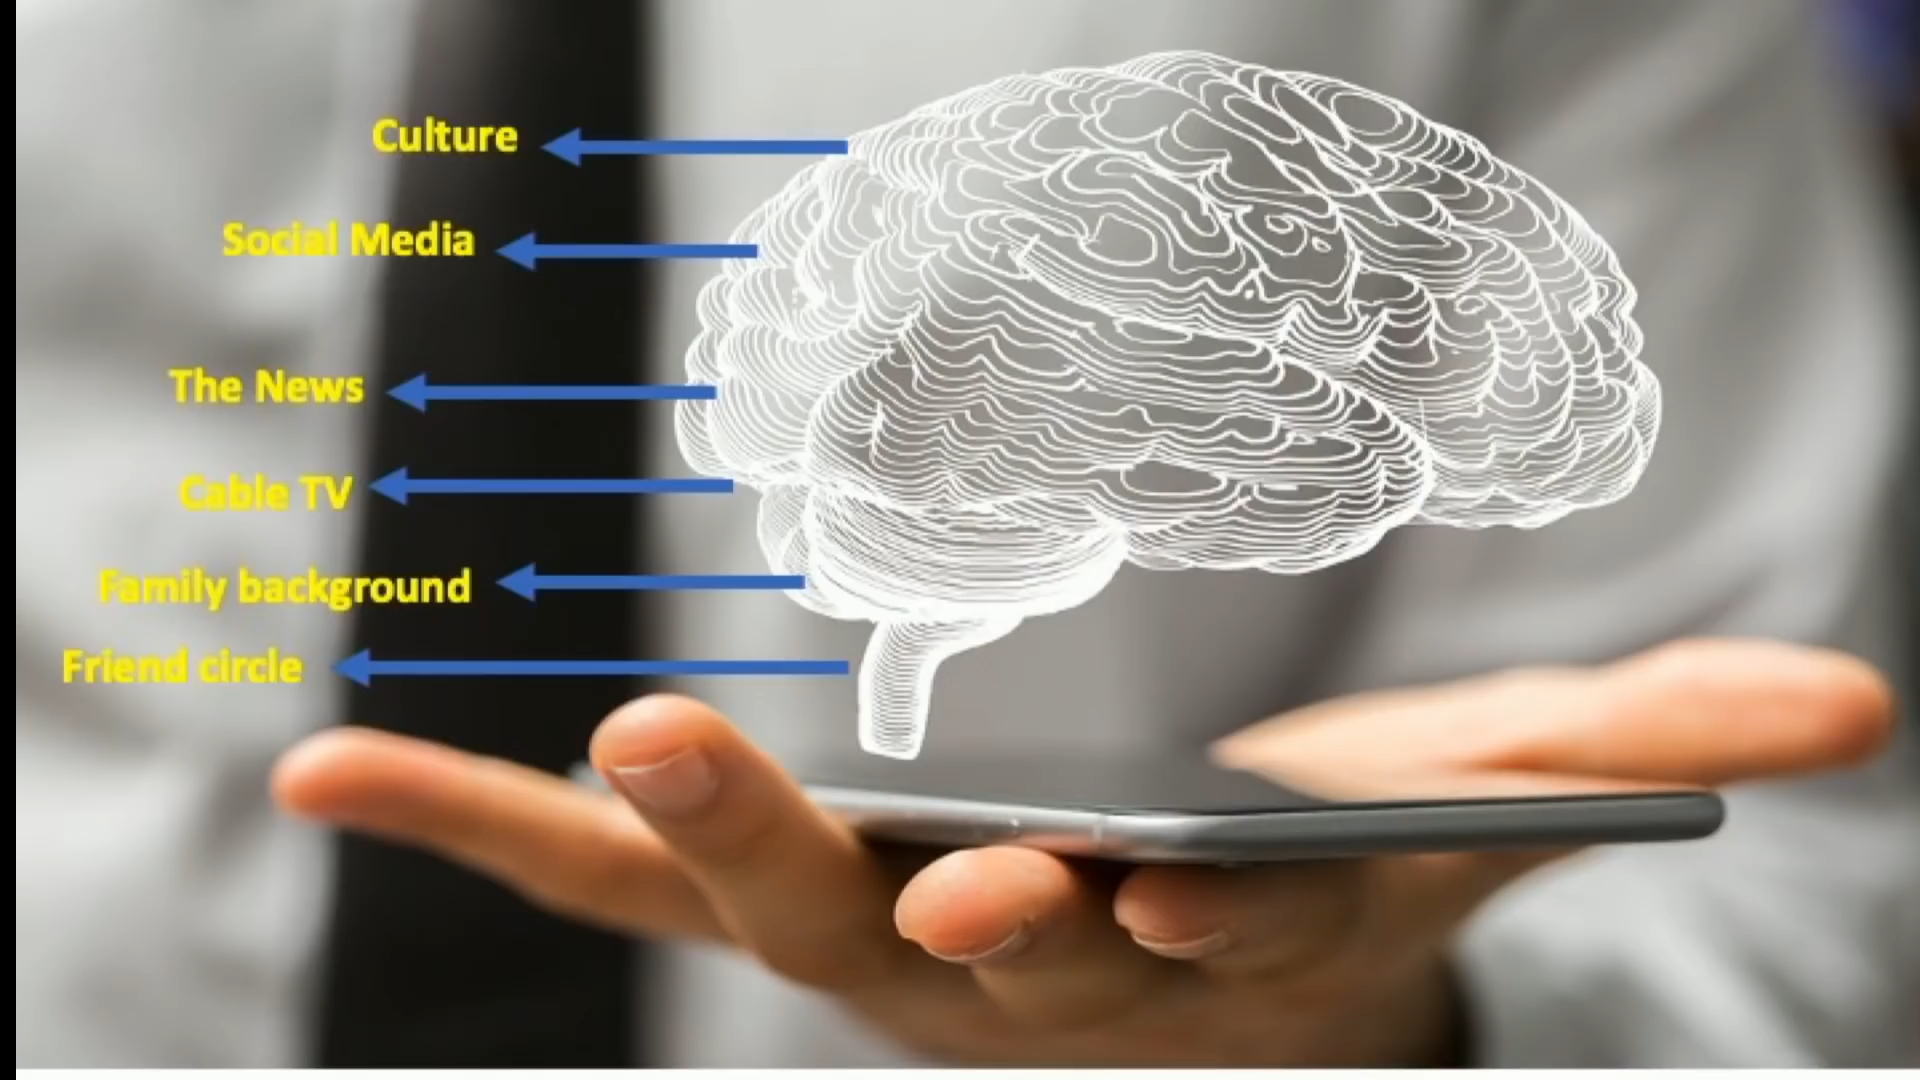 Culture
Social Media
The News
Cable TV
Family background
Friend circle